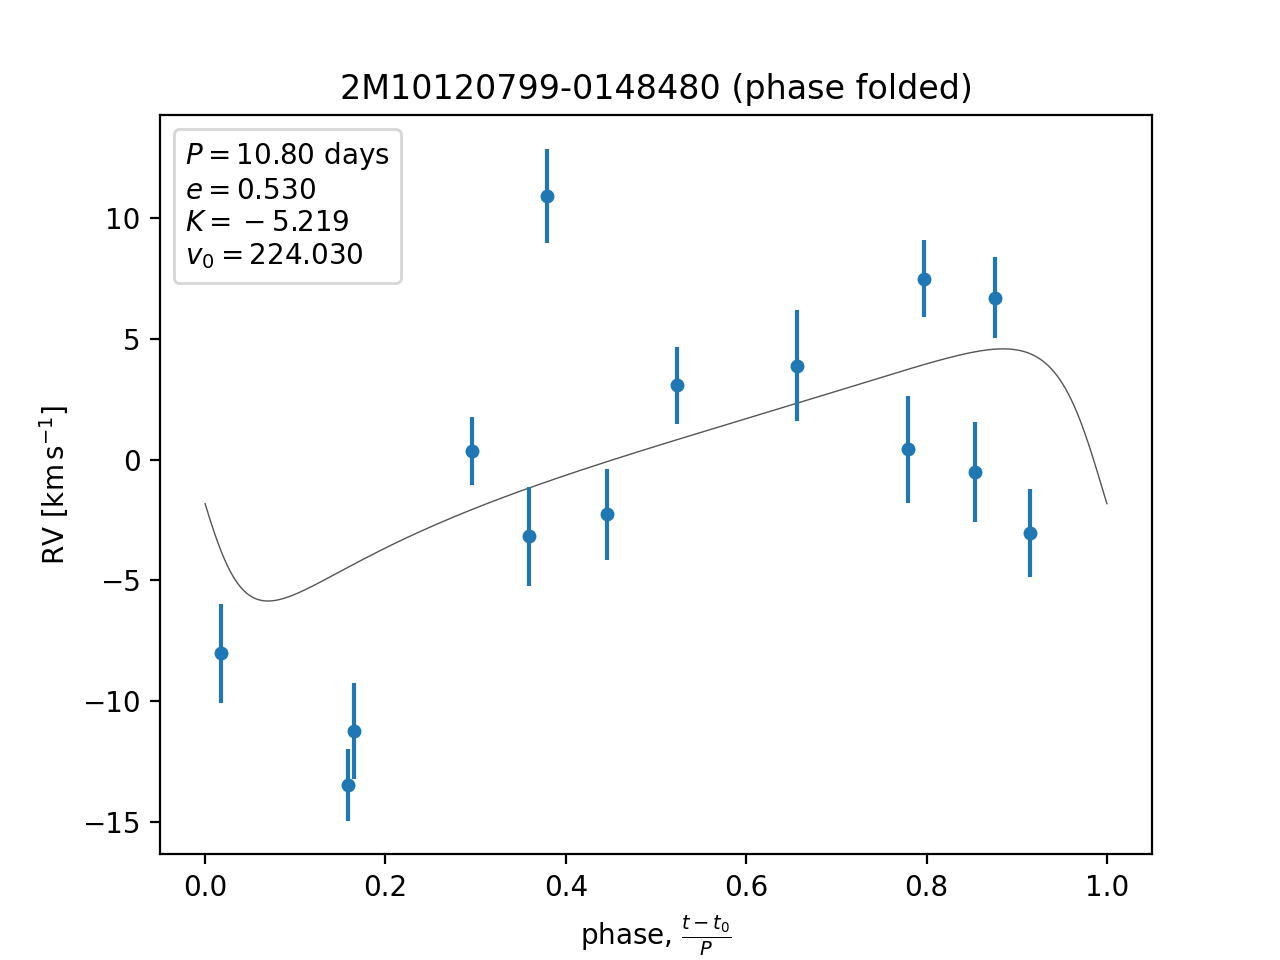 2M10120799-0148480 (phase folded)
P = 10.80 days
e = 0.530
K = −5.219
v₀ = 224.030
10
5
0
−5
−10
−15
RV [km s⁻¹]
0.0 0.2 0.4 0.6 0.8 1.0
phase, (t − t₀)/P